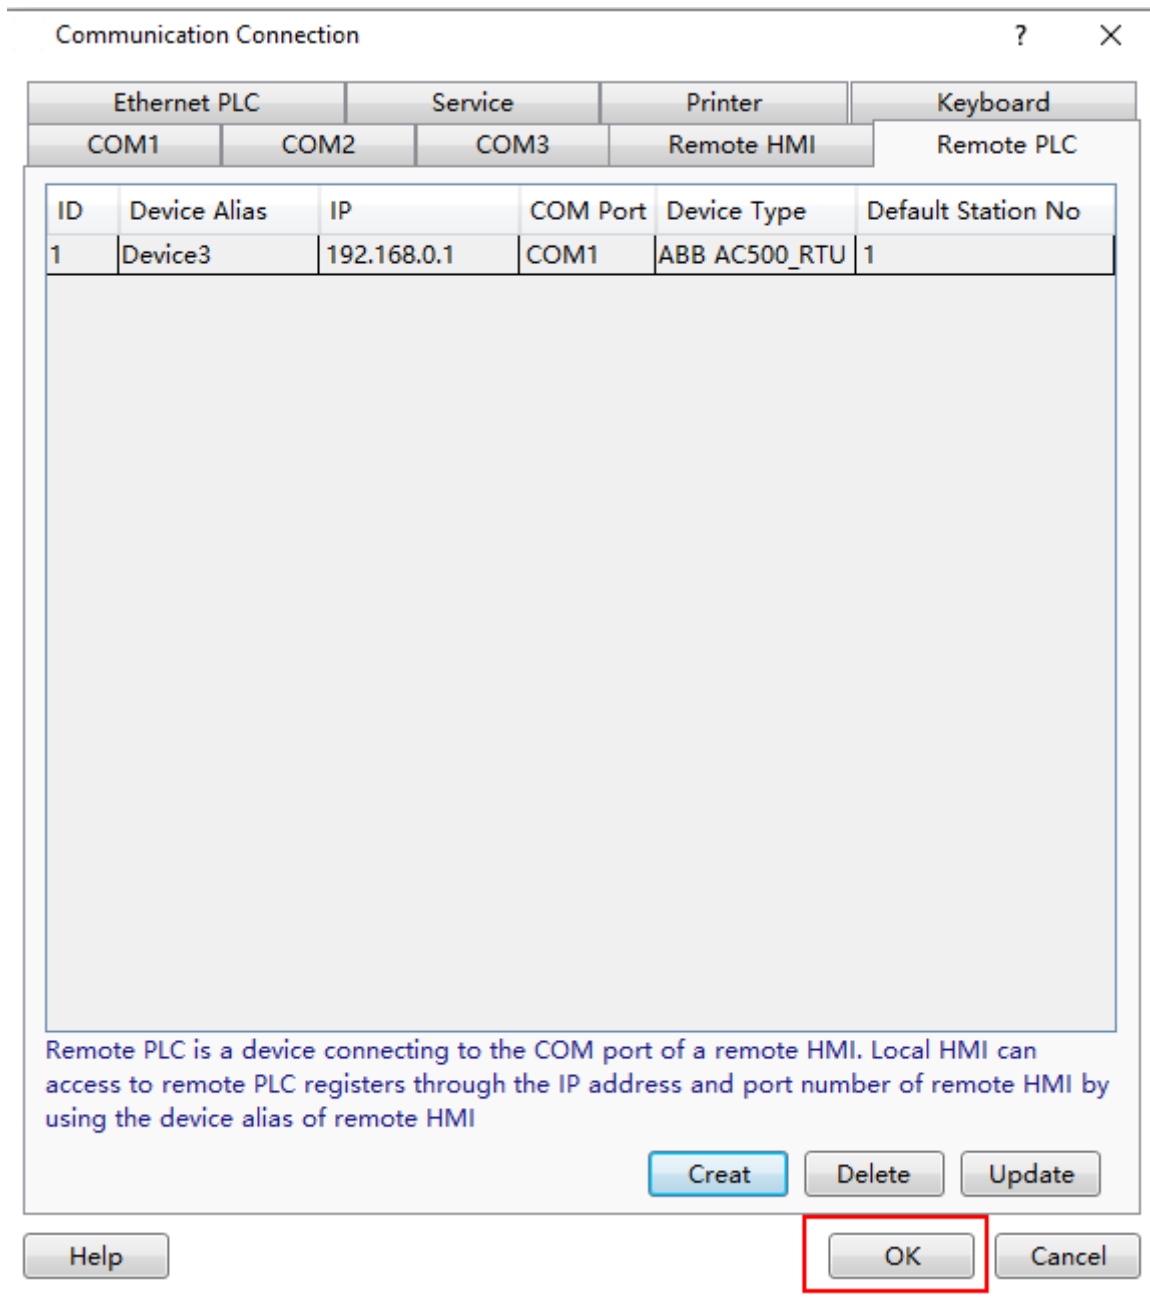 Communication Connection ?
Ethernet PLC Service Printer Keyboard
COM1 COM2 COM3 Remote HMI Remote PLC
ID Device Alias IP COM Port Device Type Default Station No
1 Device3 192.168.0.1 COM1 ABB AC500_RTU 1
Remote PLC is a device connecting to the COM port of a remote HMI. Local HMI can
access to remote PLC registers through the IP address and port number of remote HMI by
using the device alias of remote HMI
Creat Delete Update
Help OK Cancel